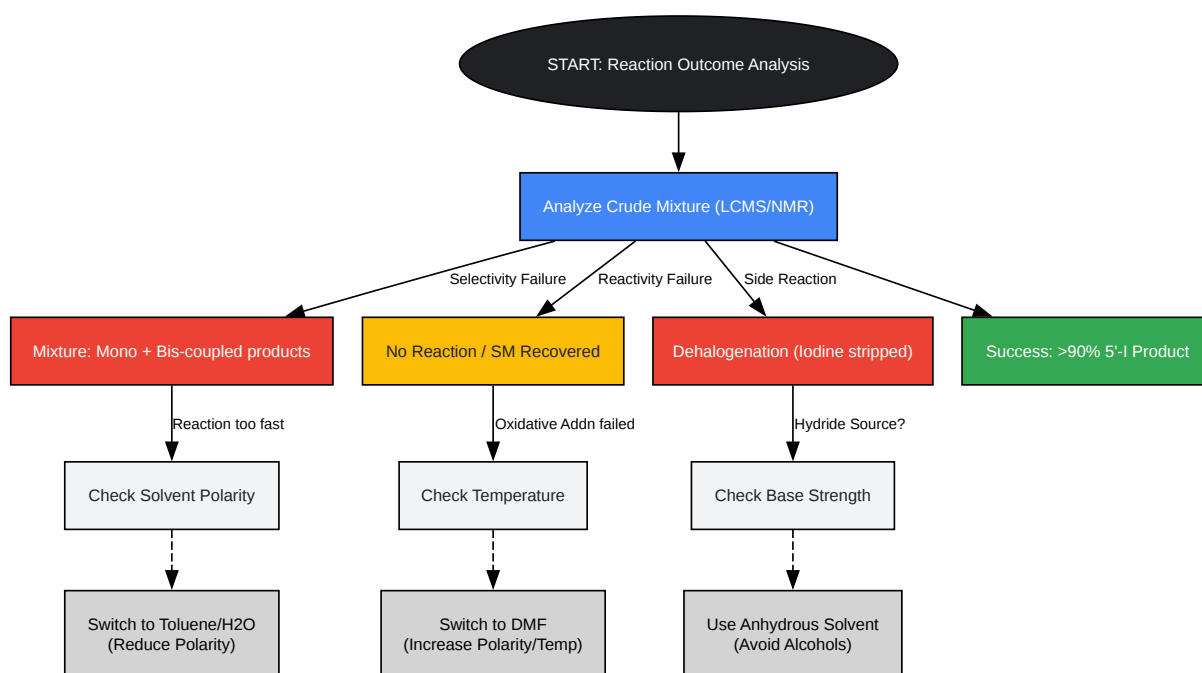 START: Reaction Outcome Analysis
Analyze Crude Mixture (LCMS/NMR)
Selectivity Failure
Reactivity Failure
Side Reaction
Mixture: Mono + Bis-coupled products
No Reaction / SM Recovered
Dehalogenation (Iodine stripped)
Success: >90% 5'-I Product
Reaction too fast
Oxidative Addn failed
Hydride Source?
Check Solvent Polarity
Check Temperature
Check Base Strength
Switch to Toluene/H2O
(Reduce Polarity)
Switch to DMF
(Increase Polarity/Temp)
Use Anhydrous Solvent
(Avoid Alcohols)